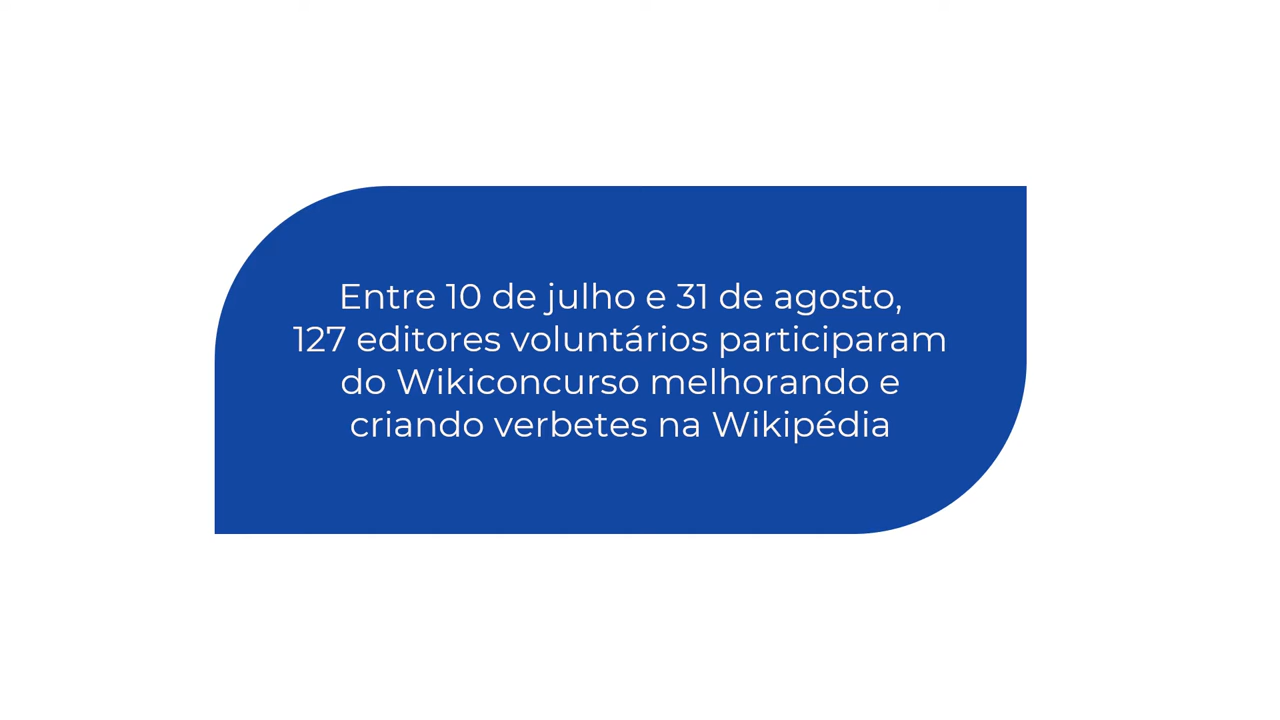 Entre 10 de julho e 31 de agosto,
127 editores voluntários participaram
do Wikiconcurso melhorando e
criando verbetes na Wikipédia